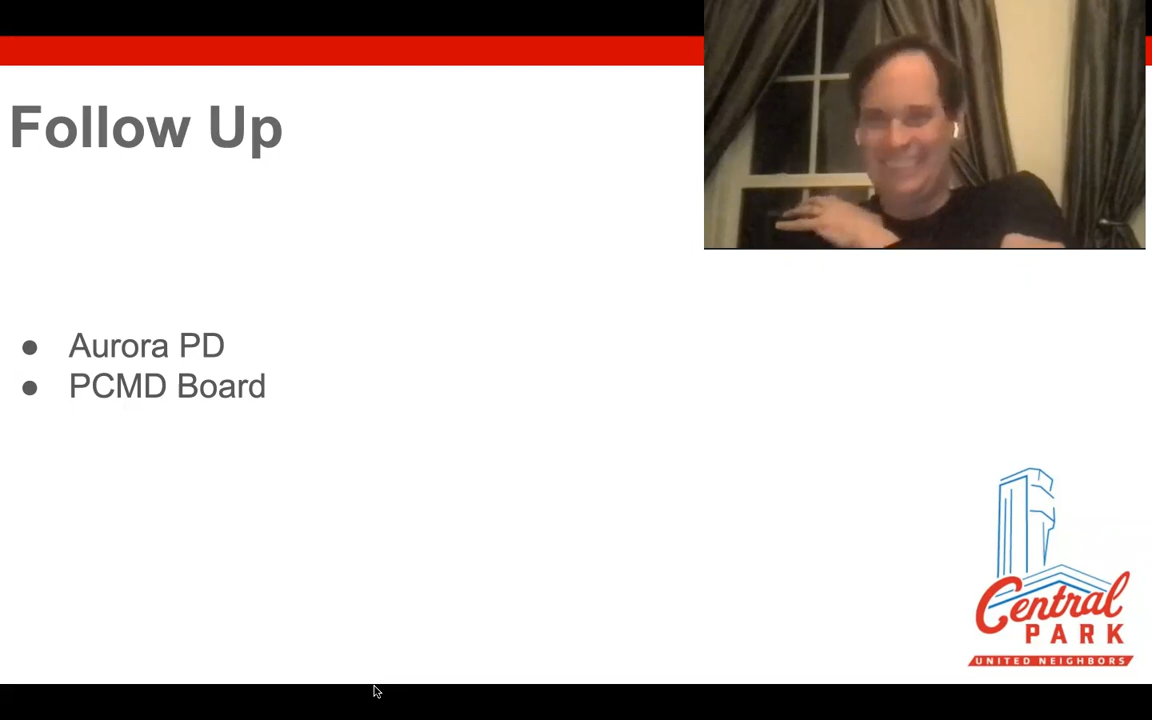 Follow Up
● Aurora PD
● PCMD Board
Central
PARK
UNITED NEIGHBORS